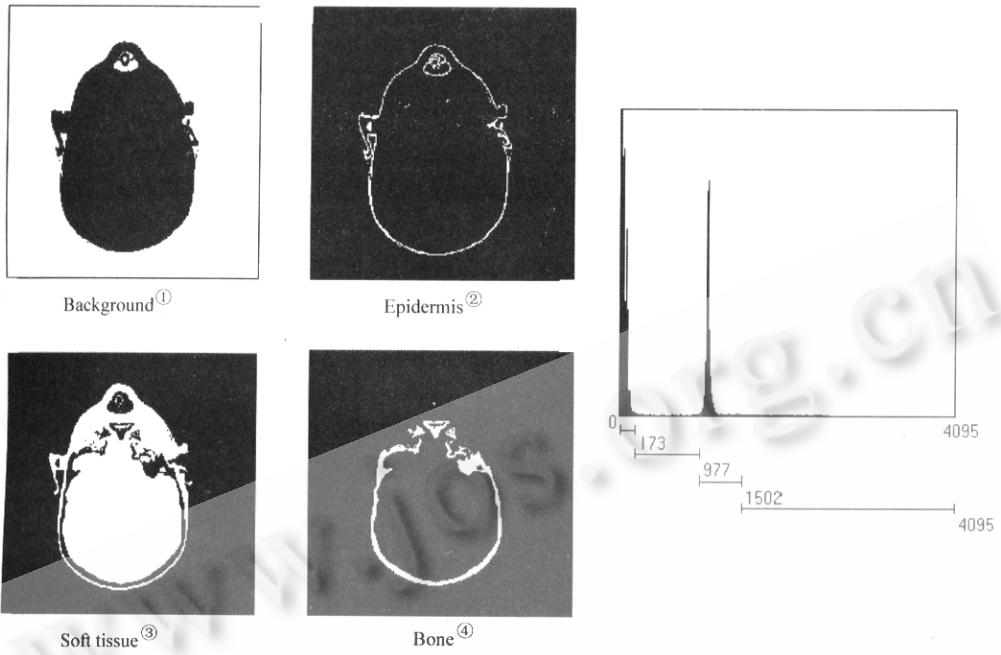 Background①
Epidermis②
Soft tissue③
Bone④
0
4095
173
977
1502
4095
www.jos.org.cn